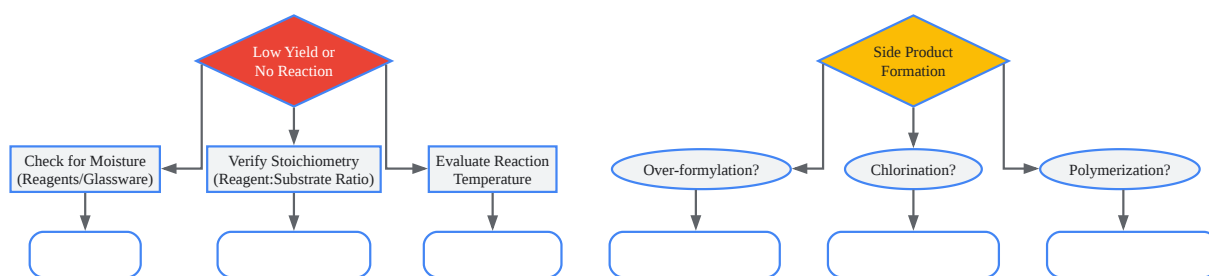 Low Yield or
No Reaction
Side Product
Formation
Check for Moisture
(Reagents/Glassware)
Verify Stoichiometry
(Reagent:Substrate Ratio)
Evaluate Reaction
Temperature
Over-formylation?
Chlorination?
Polymerization?